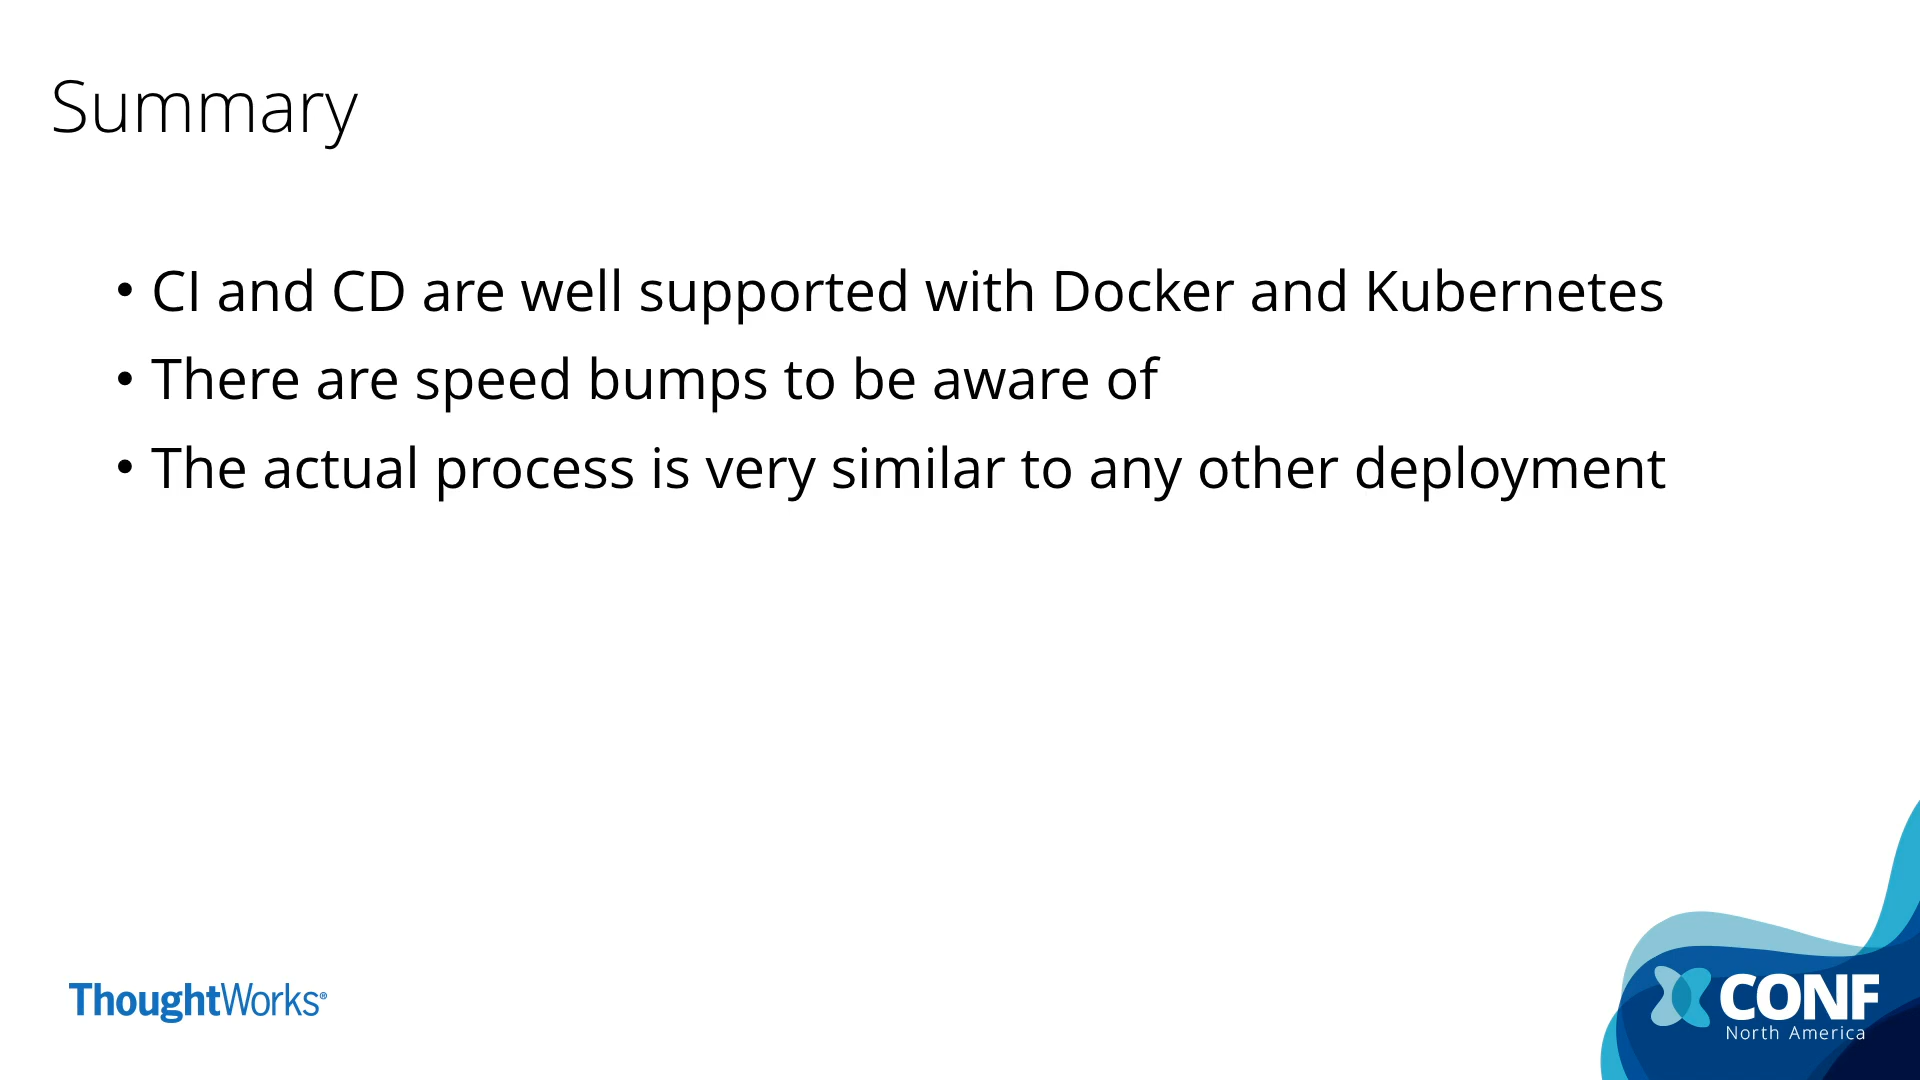 Summary
• CI and CD are well supported with Docker and Kubernetes
• There are speed bumps to be aware of
• The actual process is very similar to any other deployment
ThoughtWorks®
CONF
North America